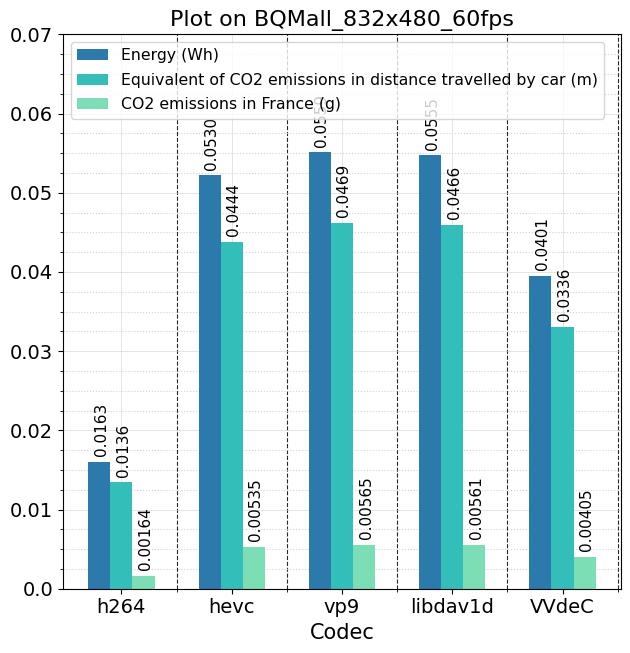 Plot on BQMall_832x480_60fps
Energy (Wh)
Equivalent of CO2 emissions in distance travelled by car (m)
CO2 emissions in France (g)
0.07
0.06
0.05
0.04
0.03
0.02
0.01
0.0
0.0163
0.0136
0.00164
0.0530
0.0444
0.00535
0.0469
0.00565
0.0555
0.0466
0.00561
0.0401
0.0336
0.00405
h264
hevc
vp9
libdav1d
VVdeC
Codec